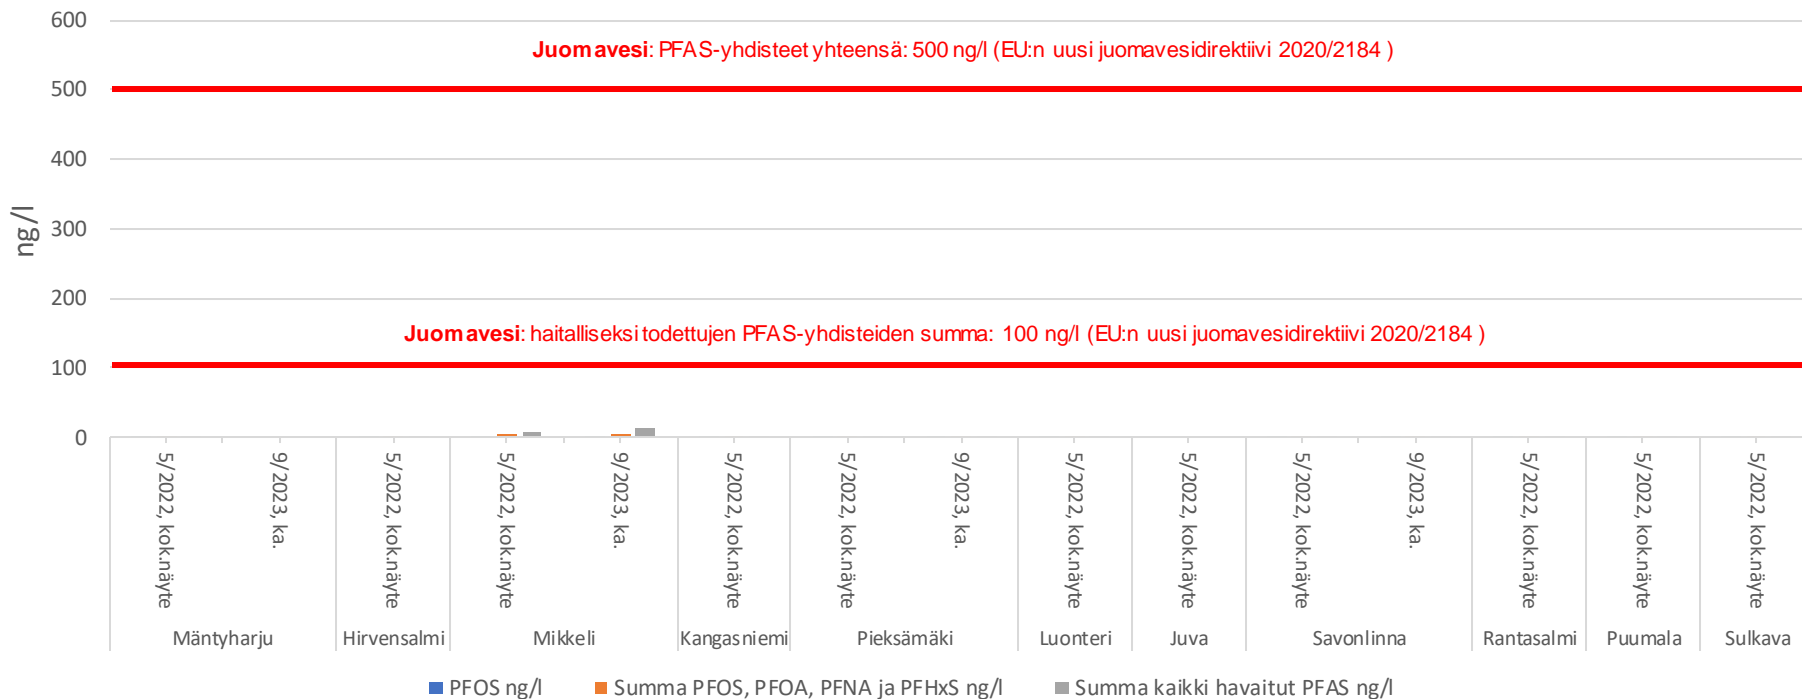 600
Juomavesi: PFAS-yhdisteet yhteensä: 500 ng/l (EU:n uusi juomavesidirektiivi 2020/2184 )
500
400
ng/l
300
200
Juomavesi: haitalliseksi todettujen PFAS-yhdisteiden summa: 100 ng/l (EU:n uusi juomavesidirektiivi 2020/2184 )
100
0
5/2022, kok.näyte
9/2023, ka.
5/2022, kok.näyte
5/2022, kok.näyte
9/2023, ka.
5/2022, kok.näyte
5/2022, kok.näyte
9/2023, ka.
5/2022, kok.näyte
5/2022, kok.näyte
5/2022, kok.näyte
9/2023, ka.
5/2022, kok.näyte
5/2022, kok.näyte
5/2022, kok.näyte
Mäntyharju Hirvensalmi Mikkeli Kangasniemi Pieksämäki Luonteri Juva Savonlinna Rantasalmi Puumala Sulkava
PFOS ng/l Summa PFOS, PFOA, PFNA ja PFHxS ng/l Summa kaikki havaitut PFAS ng/l